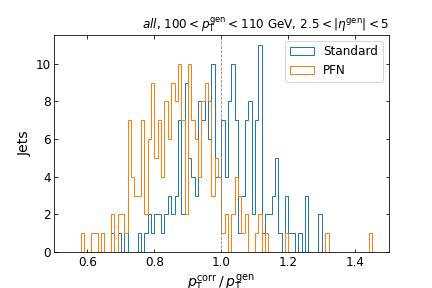 all, 100 < p_T^gen < 110 GeV, 2.5 < |η^gen| < 5
Standard
PFN
Jets
10
8
6
4
2
0
0.6 0.8 1.0 1.2 1.4
p_T^corr / p_T^gen